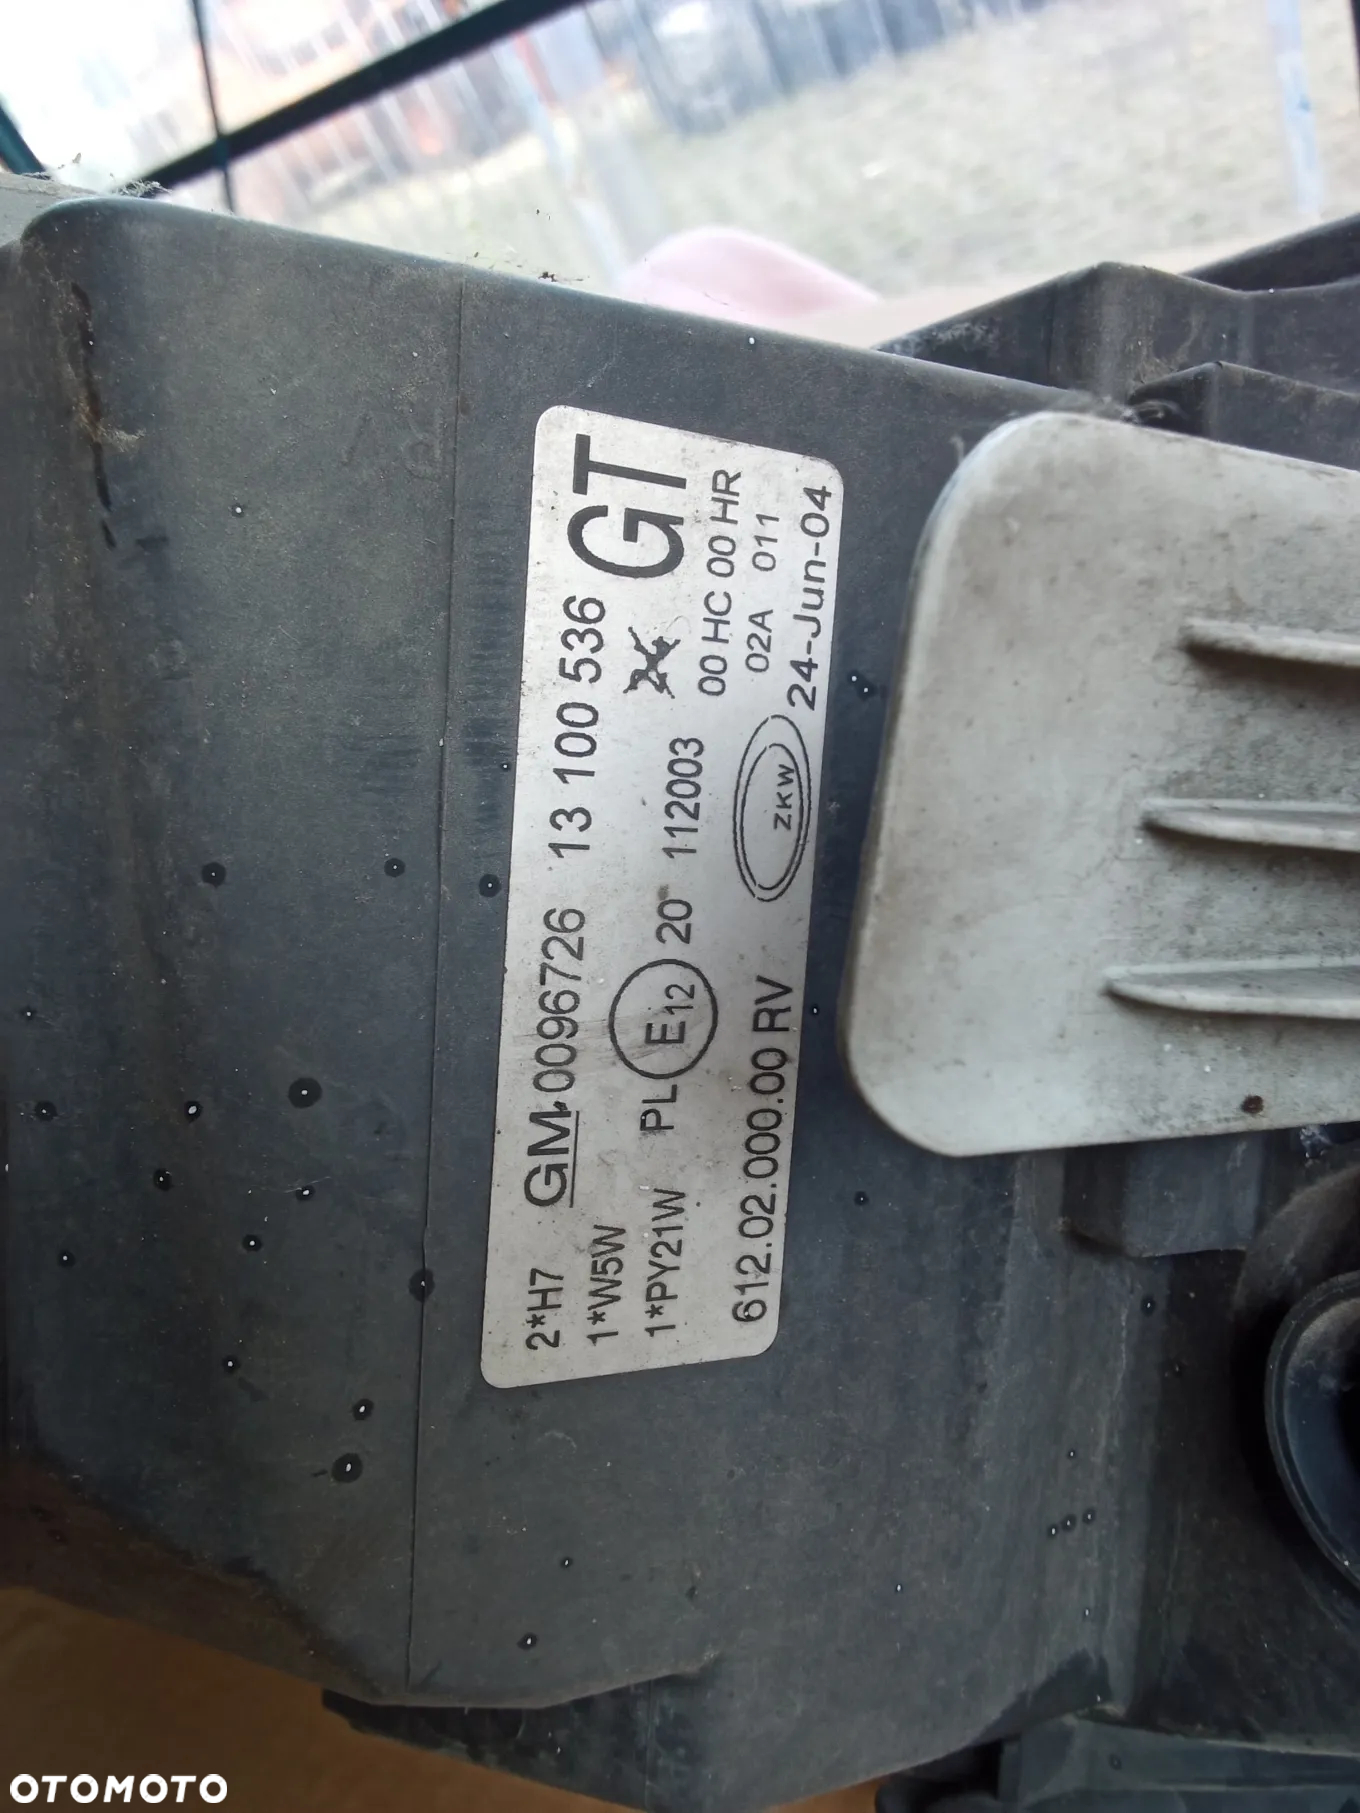 2*H7 GM 0096726 13 100 536 GT
1*W5W
1*PY21W PL E12 20 112003 00 HC 00 HR
02A 011
612.02.000.00 RV ZKW 24-Jun-04
OTOMOTO